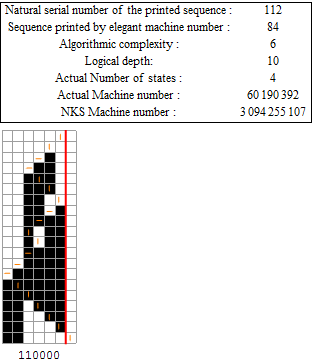 Natural serial number of the printed sequence : 112
Sequence printed by elegant machine number : 84
Algorithmic complexity : 6
Logical depth: 10
Actual Number of states : 4
Actual Machine number : 60 190 392
NKS Machine number : 3 094 255 107
110000